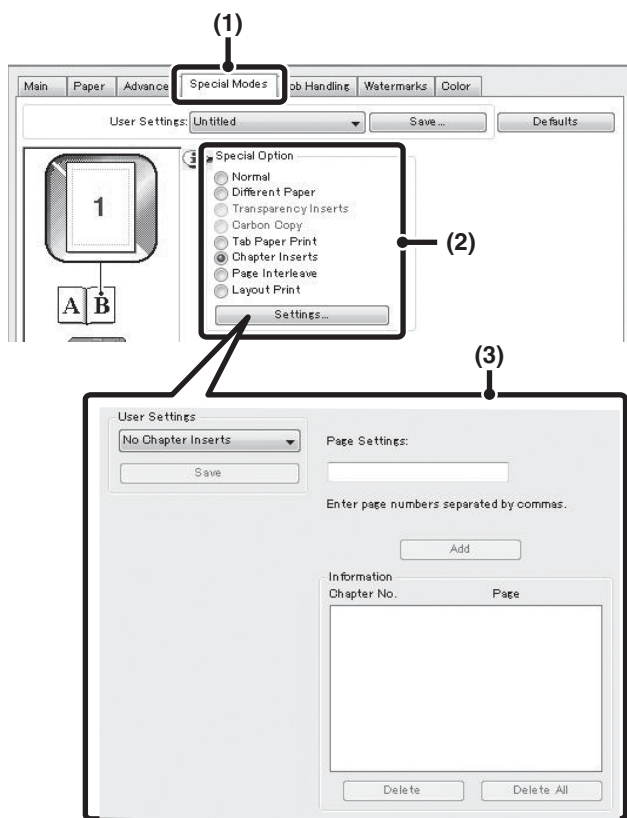 (1)
Main Paper Advance Special Modes ob Handling Watermarks Color
User Settings: Untitled Save... Defaults
Special Option
Normal
Different Paper
Transparency Inserts
Carbon Copy
Tab Paper Print
Chapter Inserts
Page Interleave
Layout Print
Settings...
(2)
1
A B
(3)
User Settings
No Chapter Inserts
Save
Page Settings:
Enter page numbers separated by commas.
Add
Information
Chapter No. Page
Delete Delete All